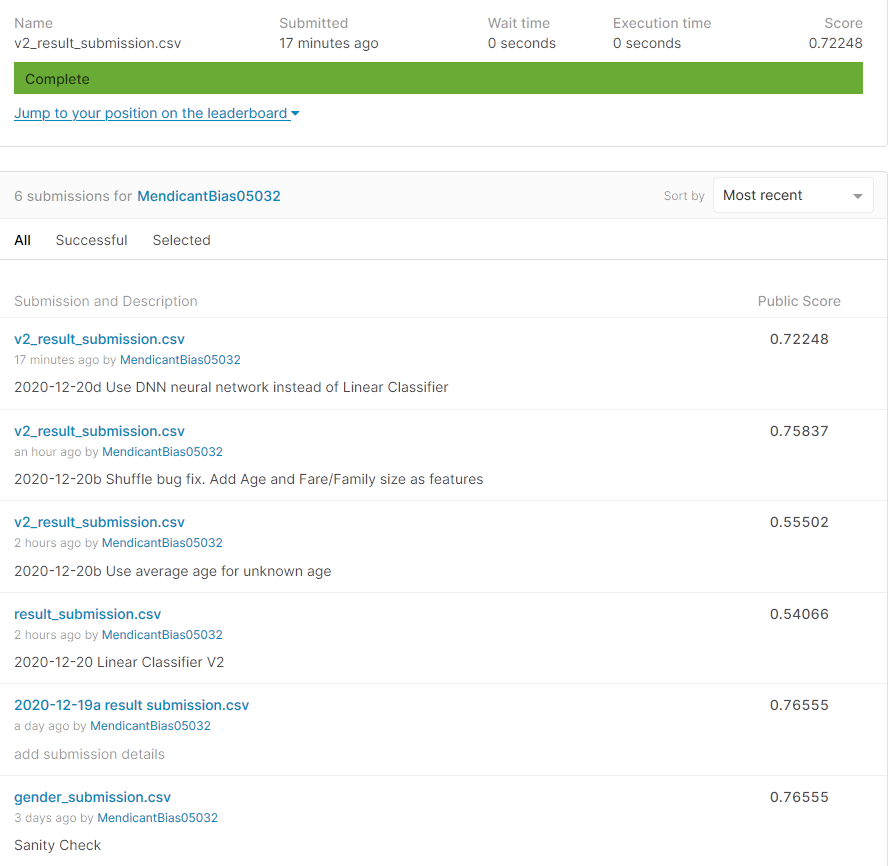 Name Submitted Wait time Execution time Score
v2_result_submission.csv 17 minutes ago 0 seconds 0 seconds 0.72248
Complete
Jump to your position on the leaderboard
6 submissions for MendicantBias05032 Sort by Most recent
All Successful Selected
Submission and Description Public Score
v2_result_submission.csv 0.72248
17 minutes ago by MendicantBias05032
2020-12-20d Use DNN neural network instead of Linear Classifier
v2_result_submission.csv 0.75837
an hour ago by MendicantBias05032
2020-12-20b Shuffle bug fix. Add Age and Fare/Family size as features
v2_result_submission.csv 0.55502
2 hours ago by MendicantBias05032
2020-12-20b Use average age for unknown age
result_submission.csv 0.54066
2 hours ago by MendicantBias05032
2020-12-20 Linear Classifier V2
2020-12-19a result submission.csv 0.76555
a day ago by MendicantBias05032
add submission details
gender_submission.csv 0.76555
3 days ago by MendicantBias05032
Sanity Check